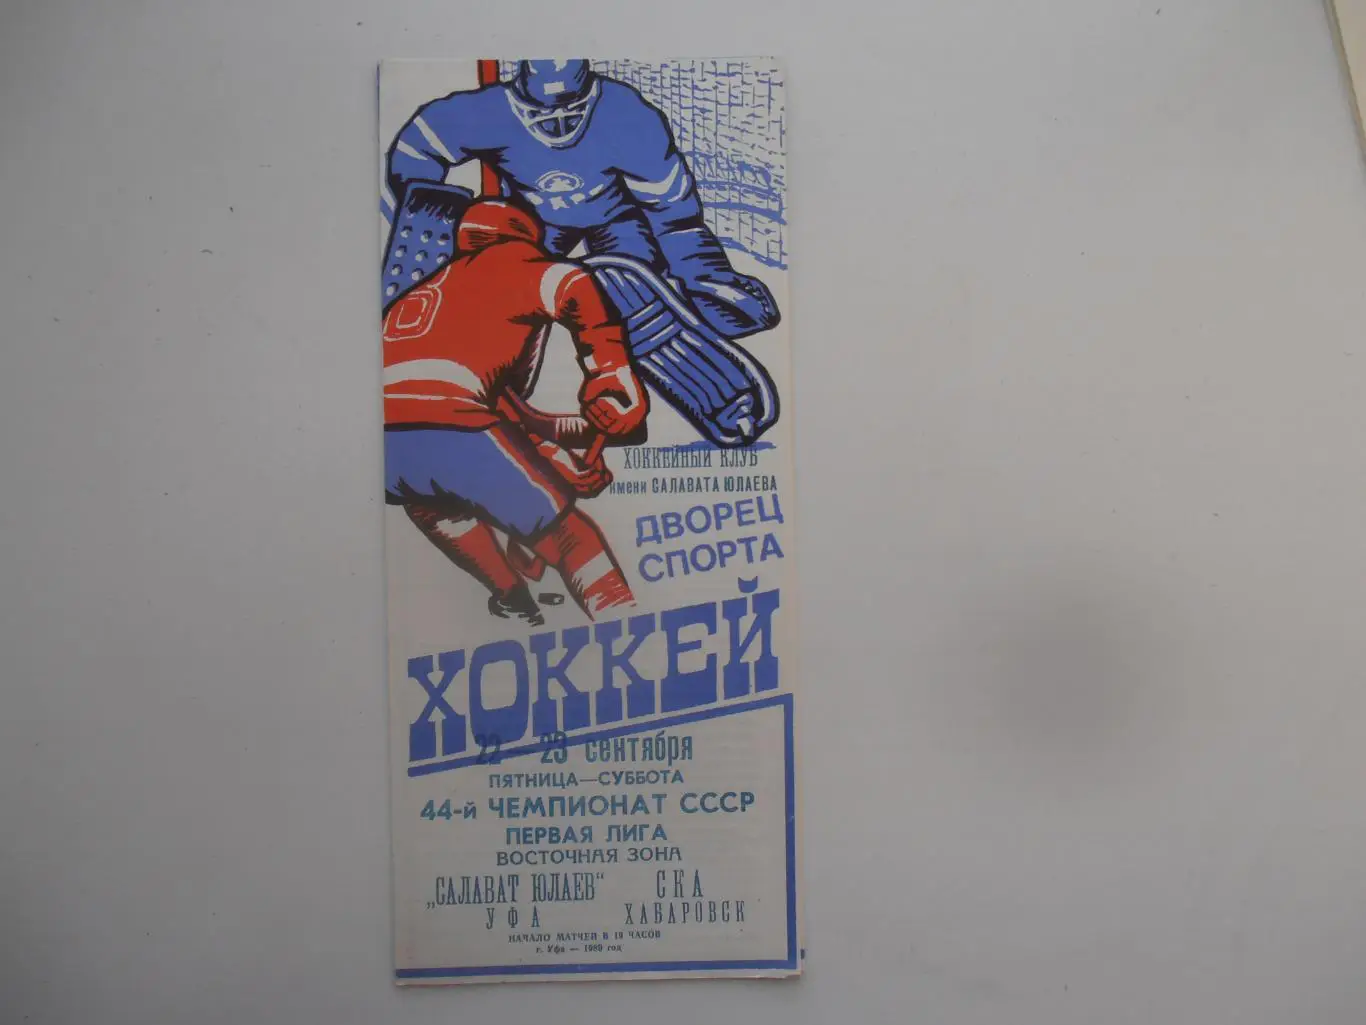 ХОККЕЙНЫЙ КЛУБ
имени САЛАВАТА ЮЛАЕВА
ДВОРЕЦ
СПОРТА
ХОККЕЙ
22—23 сентября
ПЯТНИЦА—СУББОТА
44-й ЧЕМПИОНАТ СССР
ПЕРВАЯ ЛИГА
ВОСТОЧНАЯ ЗОНА
„САЛАВАТ ЮЛАЕВ“ СКА
УФА ХАБАРОВСК
НАЧАЛО МАТЧЕЙ В 19 ЧАСОВ
г. Уфа — 1989 год